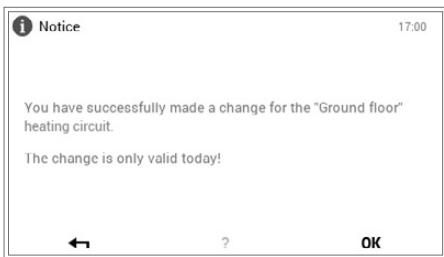 Notice 17:00
You have successfully made a change for the "Ground floor"
heating circuit.
The change is only valid today!
? OK